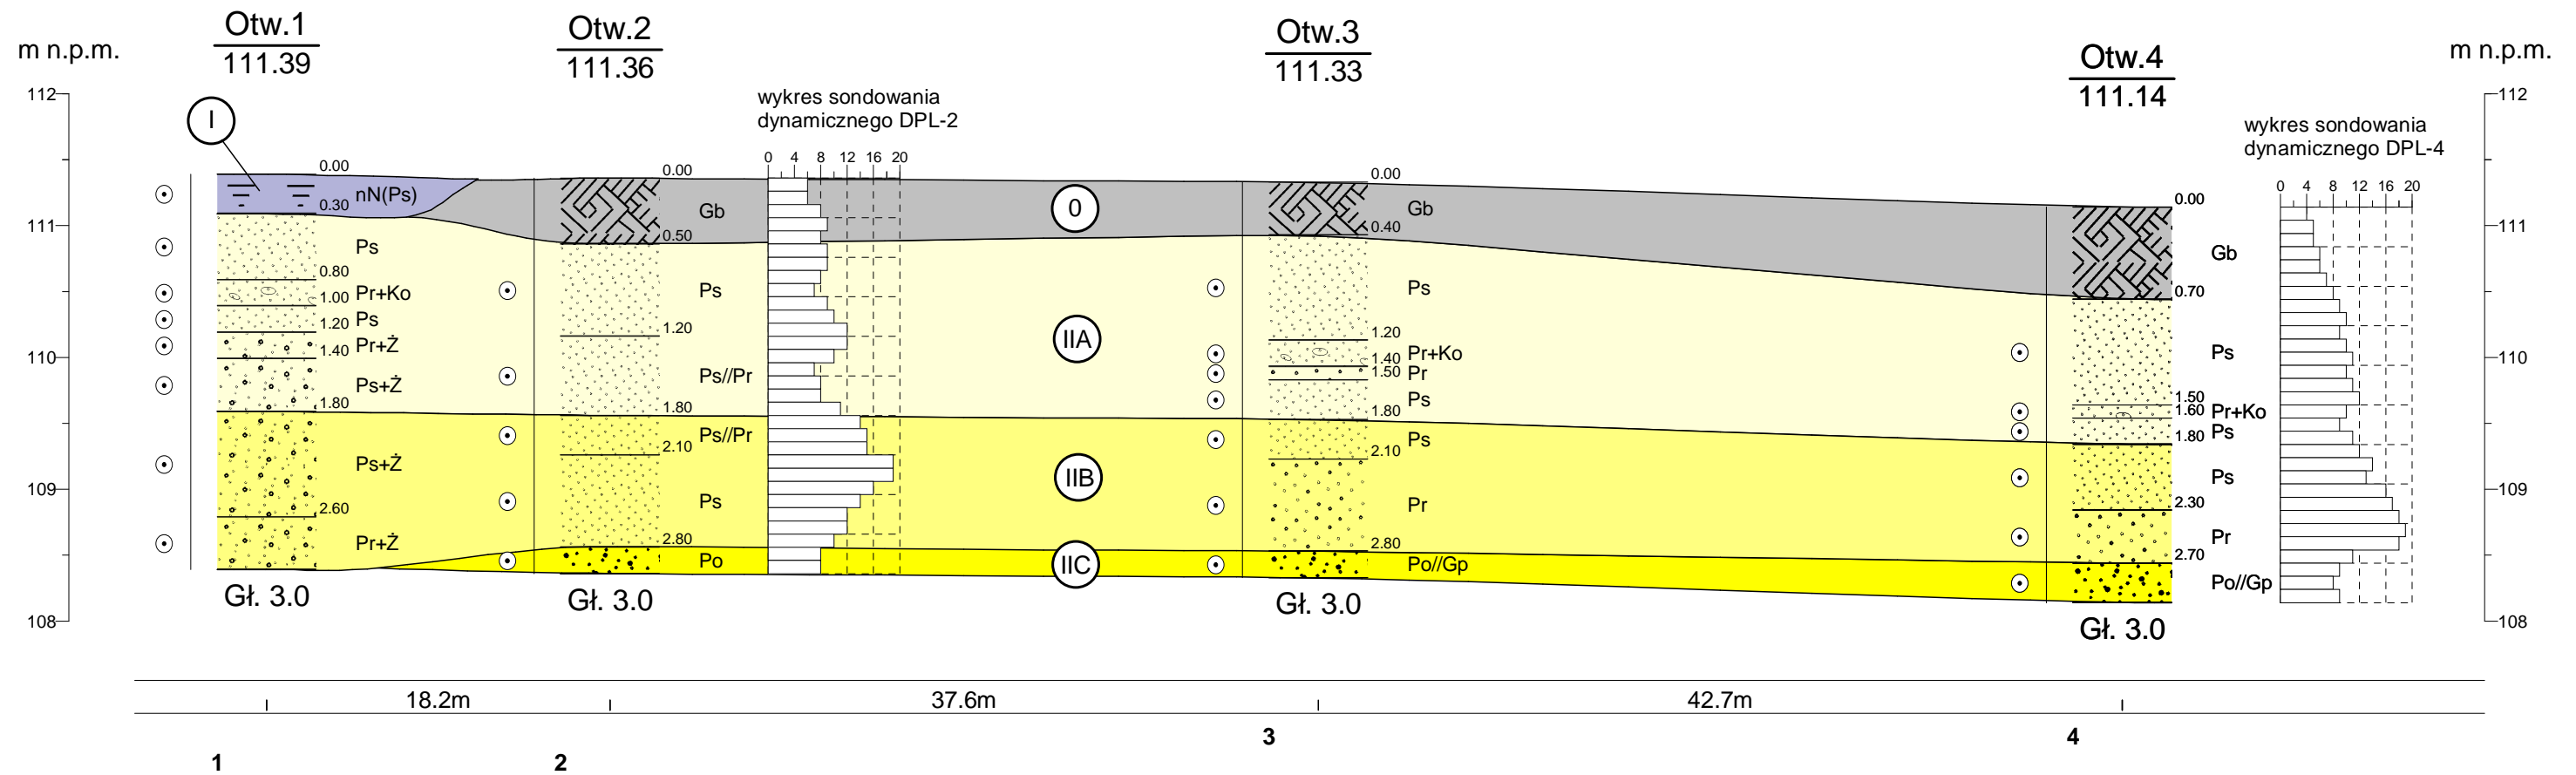 m n.p.m.
Otw.1
111.39
Otw.2
111.36
Otw.3
111.33
Otw.4
111.14
m n.p.m.
112
111
110
109
108
I
0.00
nN(Ps)
0.30
Ps
0.80
Pr+Ko
1.00
Ps
1.20
Pr+Ż
1.40
Ps+Ż
1.80
Ps+Ż
2.60
Pr+Ż
Gł. 3.0
0.00
Gb
0.50
Ps
1.20
Ps//Pr
1.80
Ps//Pr
2.10
Ps
2.80
Po
Gł. 3.0
wykres sondowania
dynamicznego DPL-2
0 4 8 12 16 20
0
IIA
IIB
IIC
0.00
Gb
0.40
Ps
1.20
Pr+Ko
1.40
Pr
1.50
Ps
1.80
Ps
2.10
Pr
2.80
Po//Gp
Gł. 3.0
0.00
Gb
0.70
Ps
1.50
Pr+Ko
1.60
Ps
1.80
Ps
2.30
Pr
2.70
Po//Gp
Gł. 3.0
wykres sondowania
dynamicznego DPL-4
0 4 8 12 16 20
112
111
110
109
108
18.2m 37.6m 42.7m
3 4
1 2